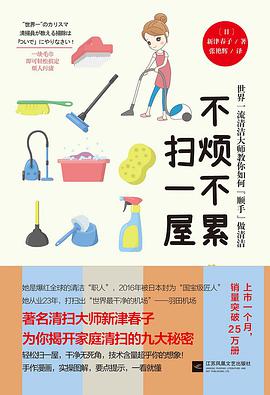 “世界一”のカリスマ
清掃員が教える掃除は
「ついで」にやりなさい!
一块毛巾
即可轻松搞定
烦人污渍
[日]
新津春子/著
张艳辉/译
世界一流清洁大师教你如何「顺手」做清洁
不烦不累
扫一屋
她是爆红全球的清洁“职人”,2016年被日本封为“国宝级匠人”
她从业23年,打扫出“世界最干净的机场”——羽田机场
著名清扫大师新津春子
为你揭开家庭清扫的九大秘密
轻松扫一屋,干净无死角,技术含量超乎你的想象!
手作漫画,实操图解,要点提示,一看就懂
上市一个月,
销量突破25万册
江苏凤凰文艺出版社